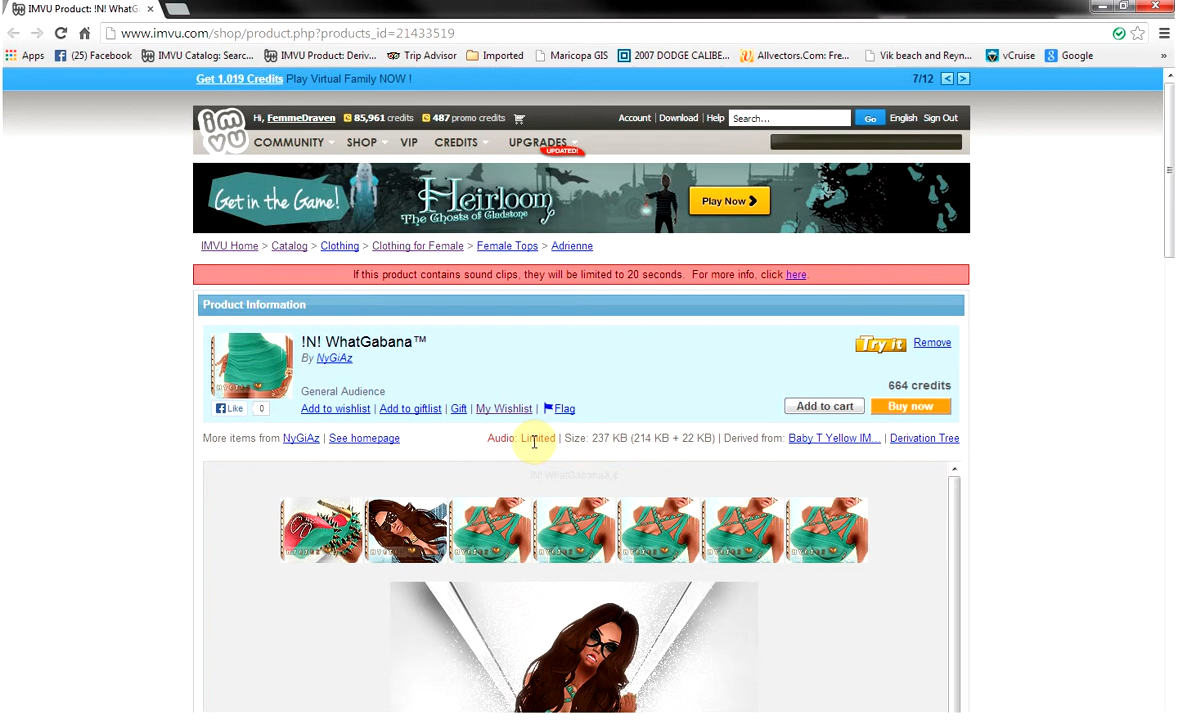 IMVU Product: !N! WhatG
www.imvu.com/shop/product.php?products_id=21433519
Apps (25) Facebook IMVU Catalog: Searc... IMVU Product: Deriv... Trip Advisor Imported Maricopa GIS 2007 DODGE CALIBE... Allvectors.Com: Fre... Vik beach and Reyn... vCruise Google »
Get 1,019 Credits Play Virtual Family NOW ! 7/12 < >
imvu
Hi, FemmeDraven 85,961 credits 487 promo credits Account | Download | Help Search... Go English Sign Out
COMMUNITY SHOP VIP CREDITS UPGRADES
UPDATED!
Get in the Game! Heirloom Play Now
The Ghosts of Gladstone
IMVU Home > Catalog > Clothing > Clothing for Female > Female Tops > Adrienne
If this product contains sound clips, they will be limited to 20 seconds. For more info, click here.
Product Information
!N! WhatGabana™ Try it Remove
By NyGiAz
664 credits
General Audience
Like 0 Add to wishlist | Add to giftlist | Gift | My Wishlist | Flag Add to cart Buy now
More items from NyGiAz | See homepage Audio: Limited | Size: 237 KB (214 KB + 22 KB) | Derived from: Baby T Yellow IM... | Derivation Tree